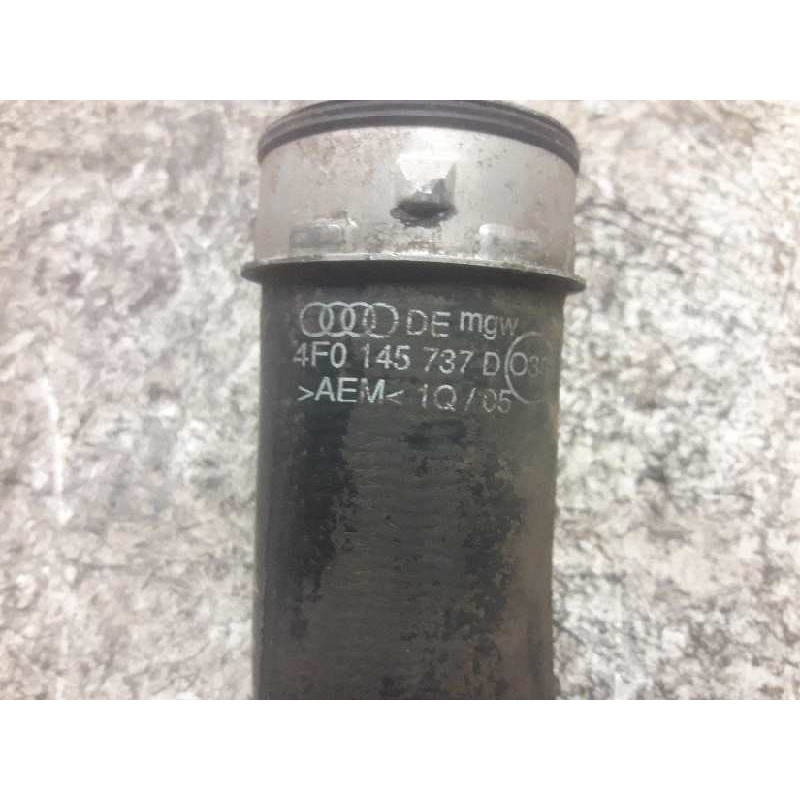 DE mgw
4F0 145 737 D
>AEM< 1Q / 05